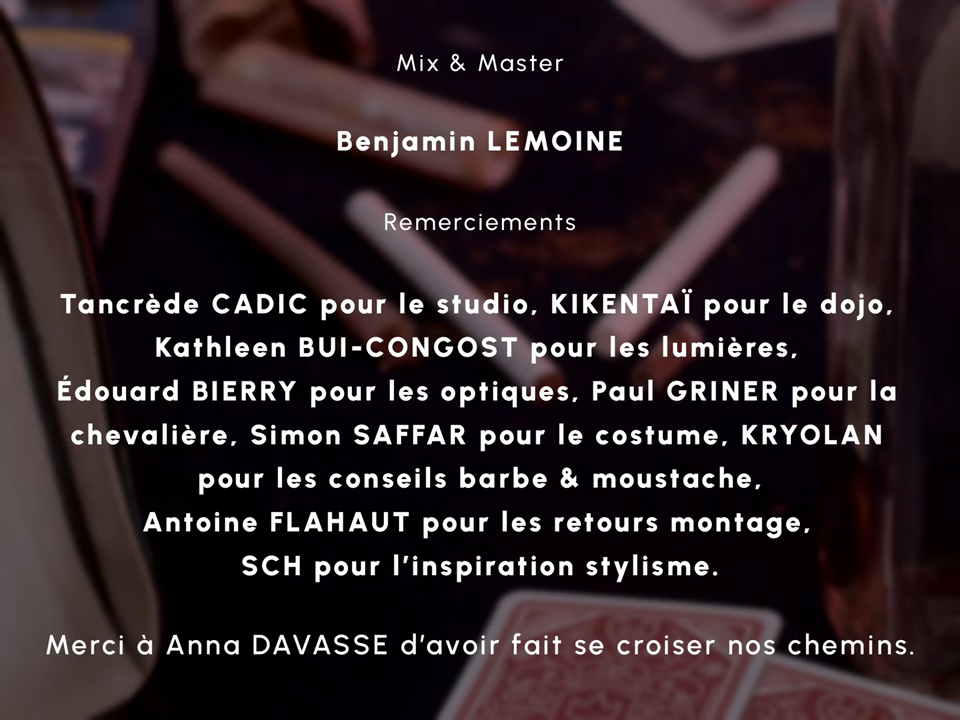 Mix & Master
Benjamin LEMOINE
Remerciements
Tancrède CADIC pour le studio, KIKENTAÏ pour le dojo,
Kathleen BUI-CONGOST pour les lumières,
Édouard BIERRY pour les optiques, Paul GRINER pour la
chevalière, Simon SAFFAR pour le costume, KRYOLAN
pour les conseils barbe & moustache,
Antoine FLAHAUT pour les retours montage,
SCH pour l’inspiration stylisme.
Merci à Anna DAVASSE d’avoir fait se croiser nos chemins.